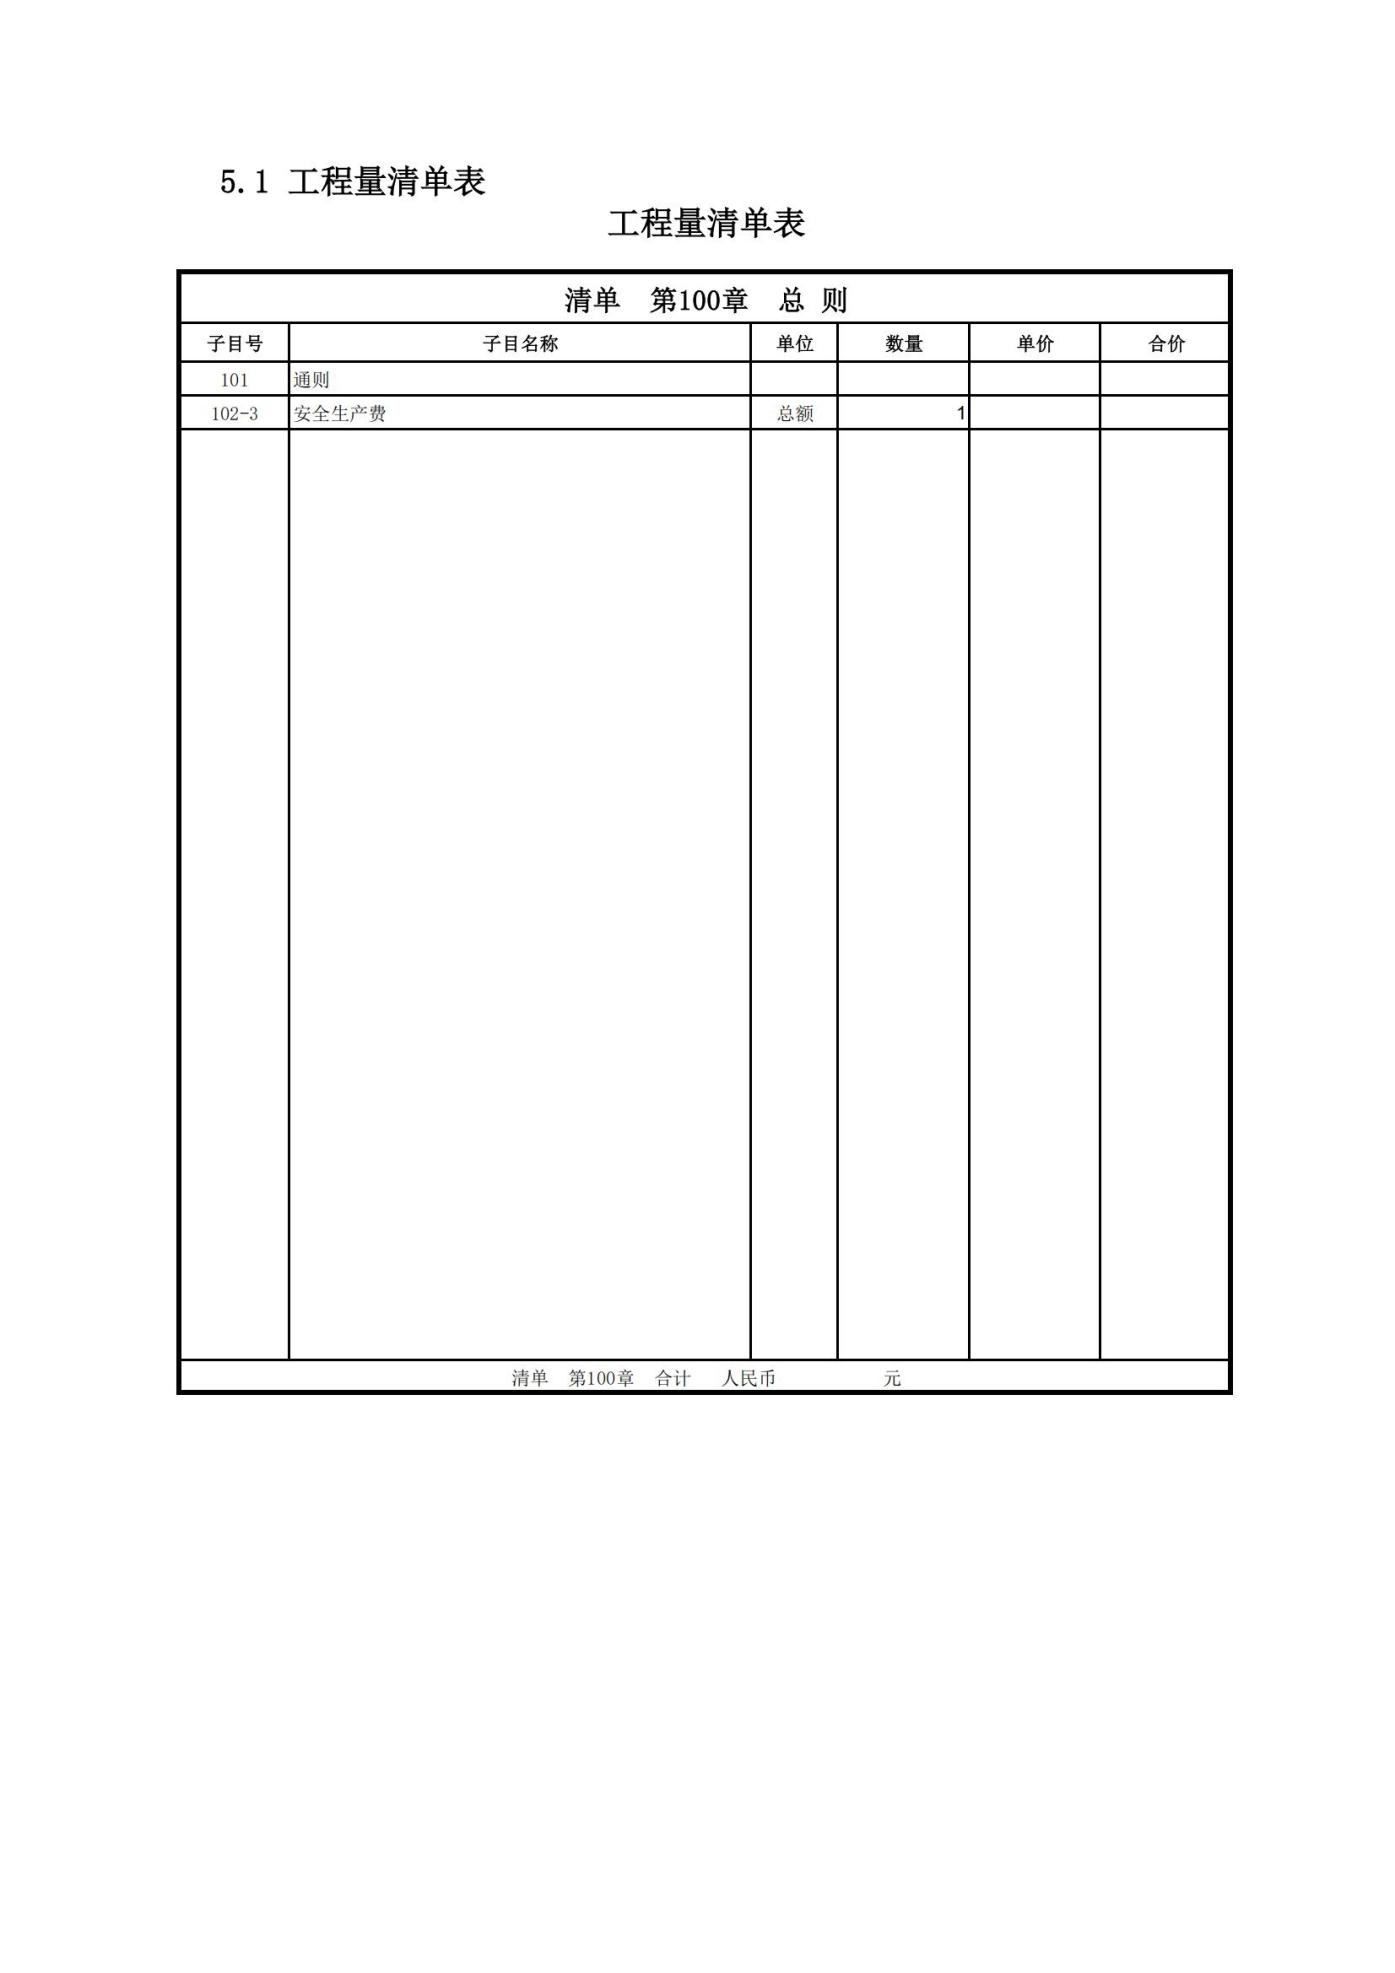 5.1 工程量清单表
工程量清单表
清单 第100章 总 则
子目号 子目名称 单位 数量 单价 合价
101 通则
102-3 安全生产费 总额 1
清单 第100章 合计 人民币 元